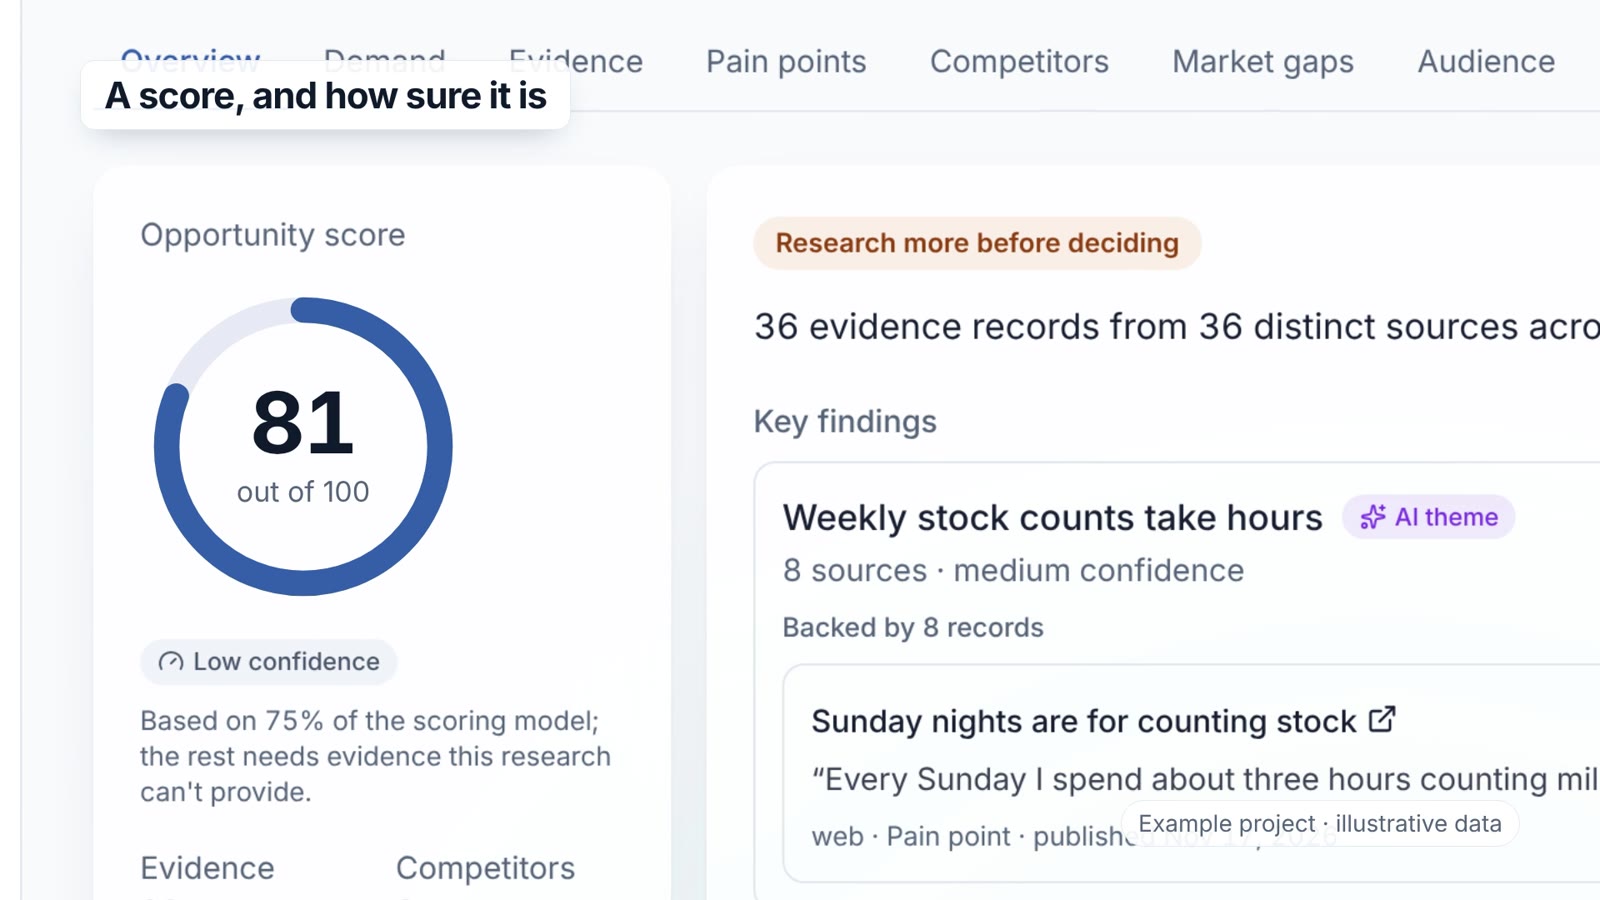 Overview Demand Evidence Pain points Competitors Market gaps Audience
A score, and how sure it is
Opportunity score
81
out of 100
Low confidence
Based on 75% of the scoring model;
the rest needs evidence this research
can't provide.
Evidence Competitors
Research more before deciding
36 evidence records from 36 distinct sources
Key findings
Weekly stock counts take hours AI theme
8 sources · medium confidence
Backed by 8 records
Sunday nights are for counting stock
“Every Sunday I spend about three hours counting
web · Pain point · published Nov 17, 2026
Example project · illustrative data